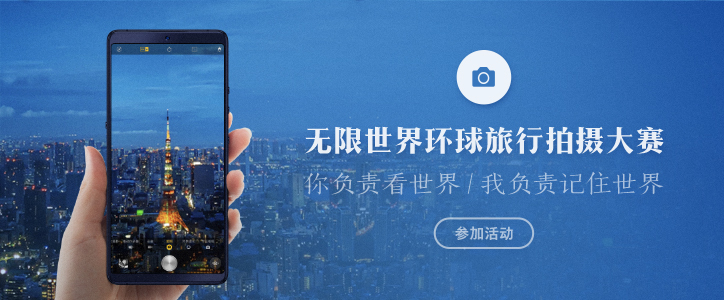 无限世界环球旅行拍摄大赛
你负责看世界/我负责记住世界
参加活动